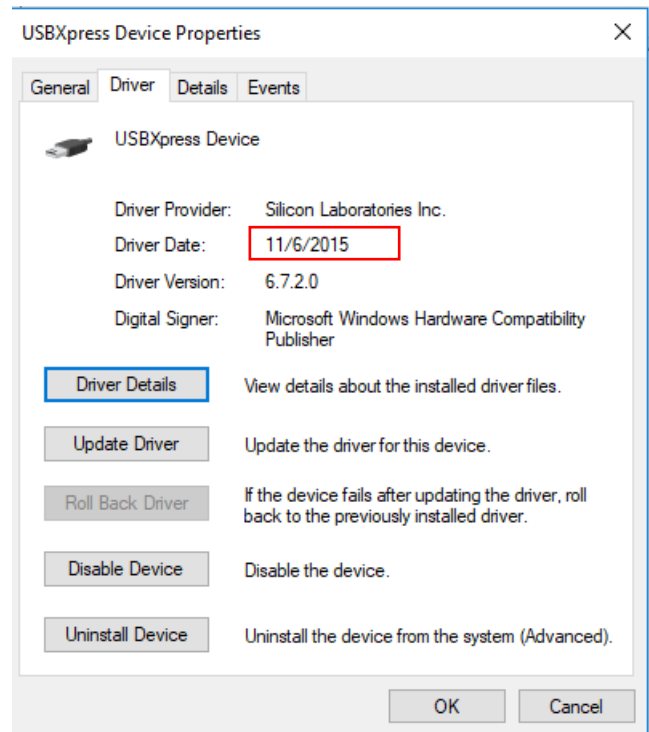 USBXpress Device Properties
General Driver Details Events
USBXpress Device
Driver Provider: Silicon Laboratories Inc.
Driver Date: 11/6/2015
Driver Version: 6.7.2.0
Digital Signer: Microsoft Windows Hardware Compatibility
Publisher
Driver Details View details about the installed driver files.
Update Driver Update the driver for this device.
Roll Back Driver If the device fails after updating the driver, roll
back to the previously installed driver.
Disable Device Disable the device.
Uninstall Device Uninstall the device from the system (Advanced).
OK Cancel